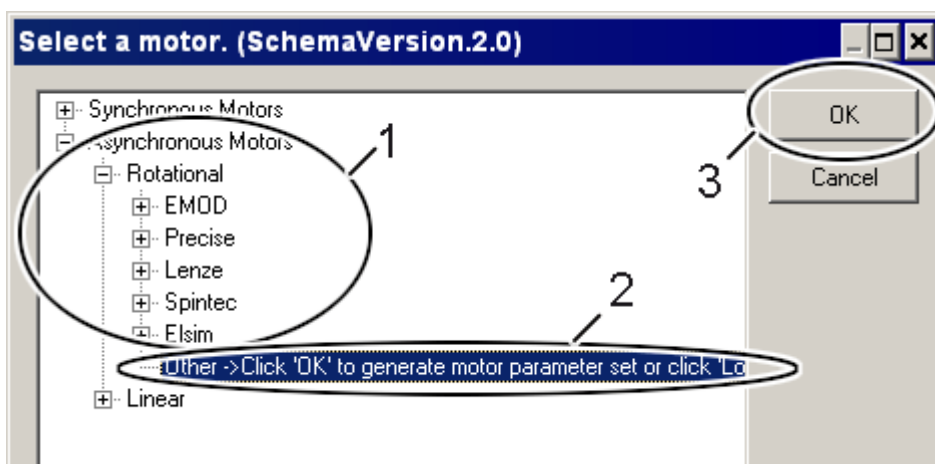 Select a motor. (SchemaVersion.2.0)
Synchronous Motors
Asynchronous Motors
1
Rotational
EMOD
Precise
Lenze
Spintec
Elsim
2
Other ->Click 'OK' to generate motor parameter set or click 'Lo
Linear
OK
3
Cancel